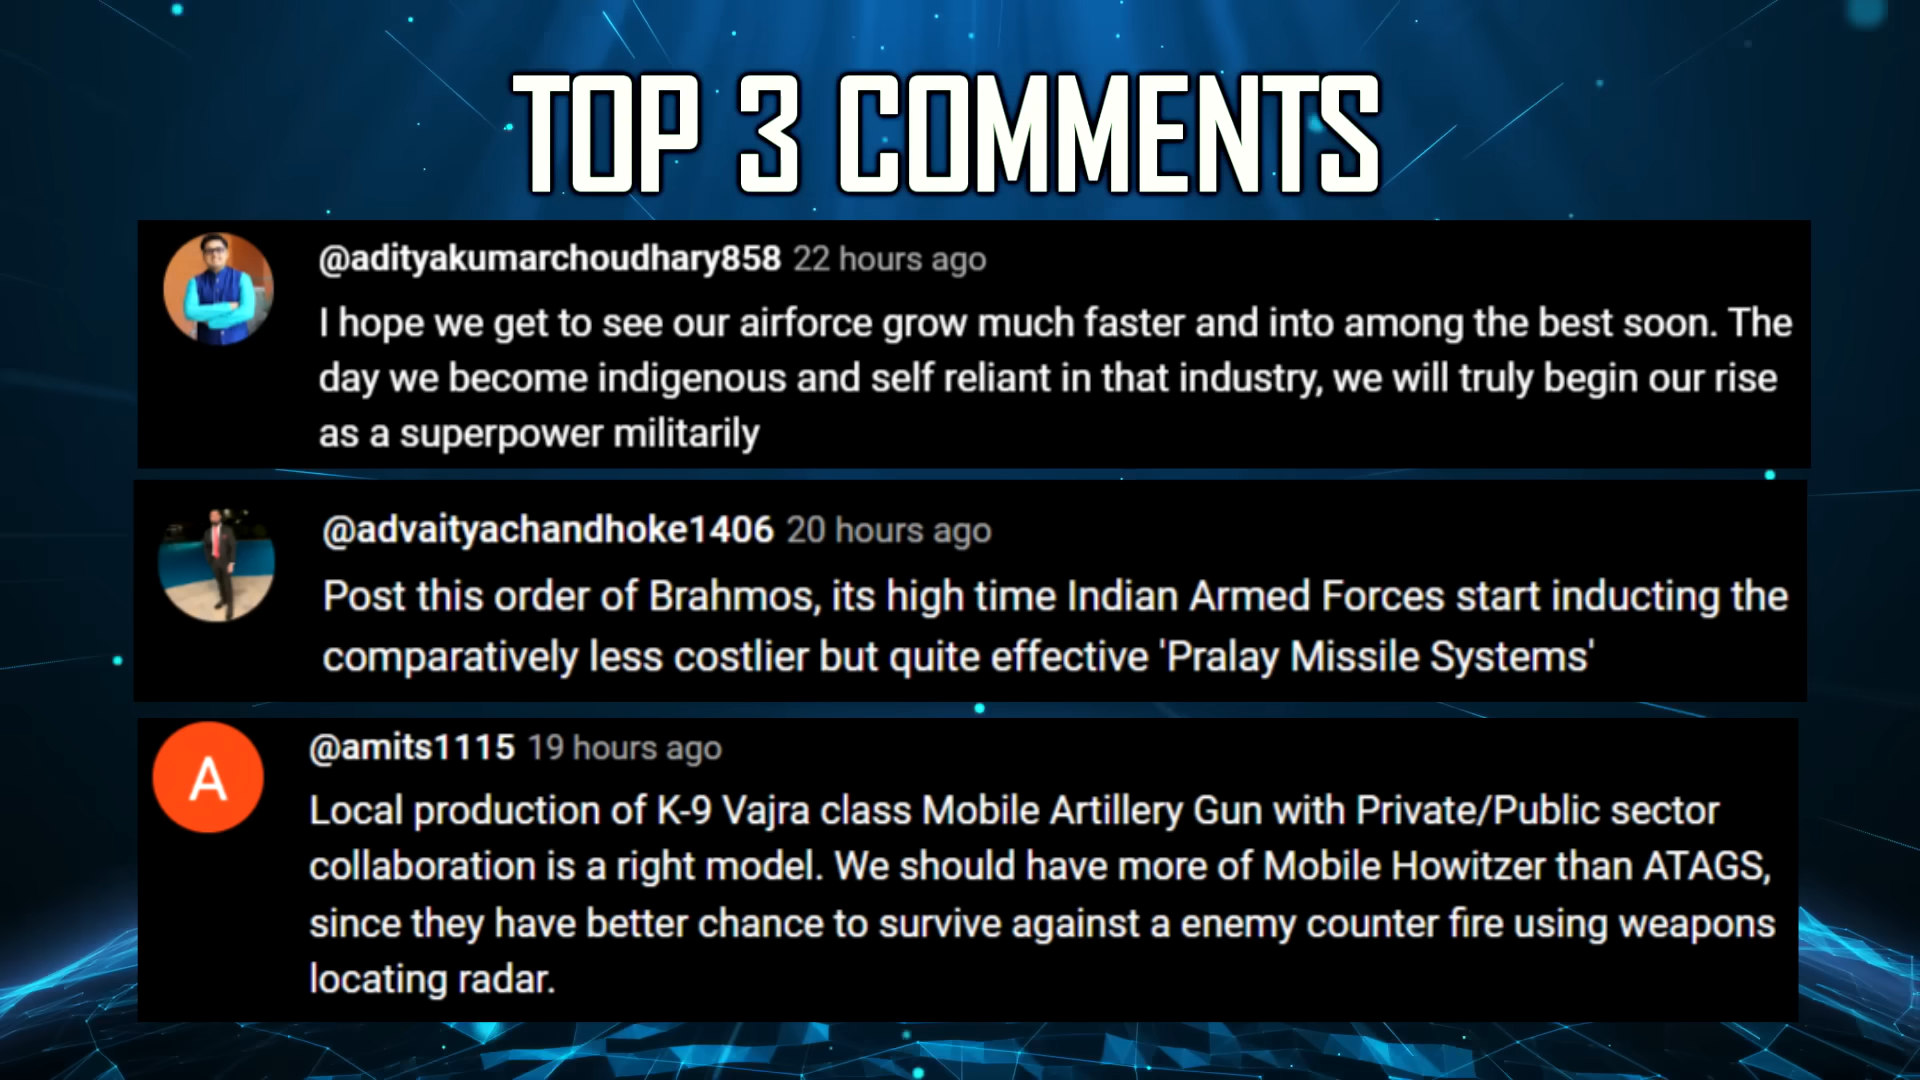 TOP 3 COMMENTS
@adityakumarchoudhary858 22 hours ago
I hope we get to see our airforce grow much faster and into among the best soon. The
day we become indigenous and self reliant in that industry, we will truly begin our rise
as a superpower militarily
@advaityachandhoke1406 20 hours ago
Post this order of Brahmos, its high time Indian Armed Forces start inducting the
comparatively less costlier but quite effective 'Pralay Missile Systems'
A
@amits1115 19 hours ago
Local production of K-9 Vajra class Mobile Artillery Gun with Private/Public sector
collaboration is a right model. We should have more of Mobile Howitzer than ATAGS,
since they have better chance to survive against a enemy counter fire using weapons
locating radar.